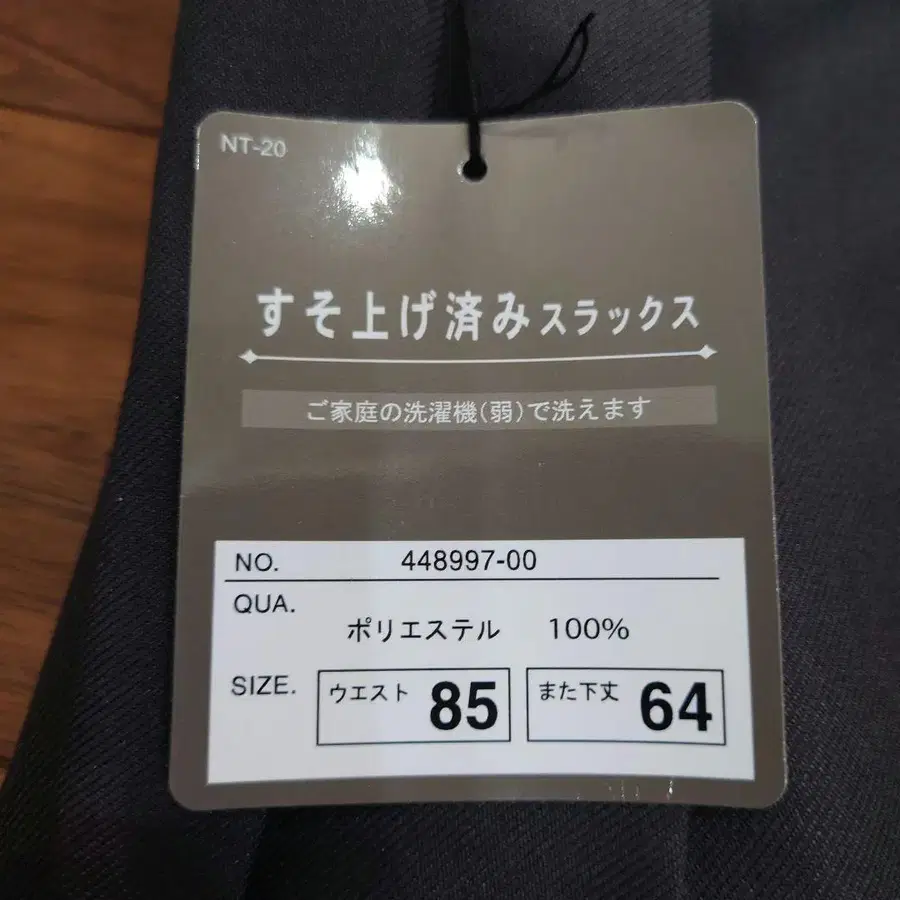 NT-20
すそ上げ済みスラックス
ご家庭の洗濯機(弱)で洗えます
NO. 448997-00
QUA.
ポリエステル 100%
SIZE. ウエスト 85 また下丈 64